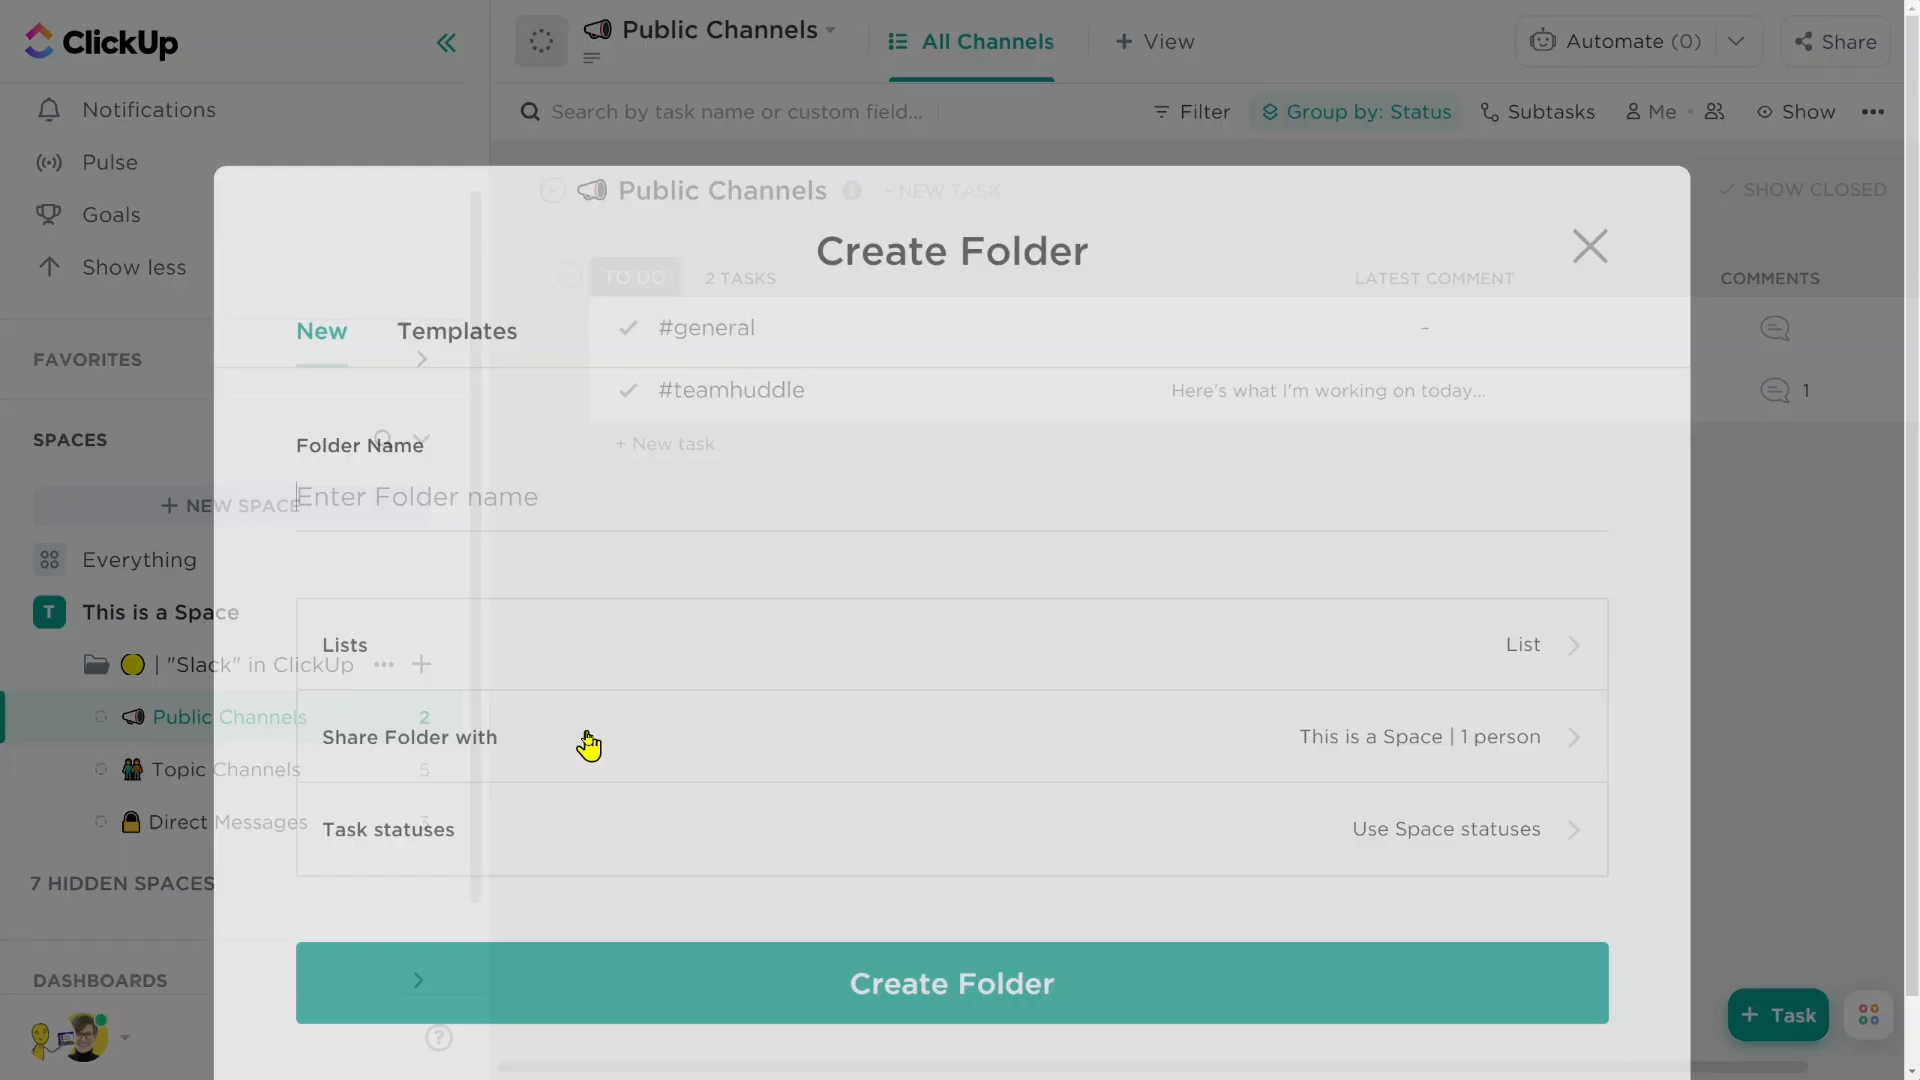 ClickUp
Public Channels
All Channels
+ View
Automate (0)
Share
Notifications
Search by task name or custom field...
Filter
Group by: Status
Subtasks
Me
Show
Pulse
Goals
Show less
Public Channels
+ NEW TASK
SHOW CLOSED
Create Folder
TO DO
2 TASKS
LATEST COMMENT
COMMENTS
New
Templates
#general
–
FAVORITES
#teamhuddle
Here's what I'm working on today...
1
SPACES
Folder Name
+ New task
+ NEW SPACE
Enter Folder name
Everything
T
This is a Space
Lists
List
| "Slack" in ClickUp
Public Channels
2
Share Folder with
This is a Space | 1 person
Topic Channels
5
Direct Messages
3
Task statuses
Use Space statuses
7 HIDDEN SPACES
DASHBOARDS
Create Folder
+ Task
?